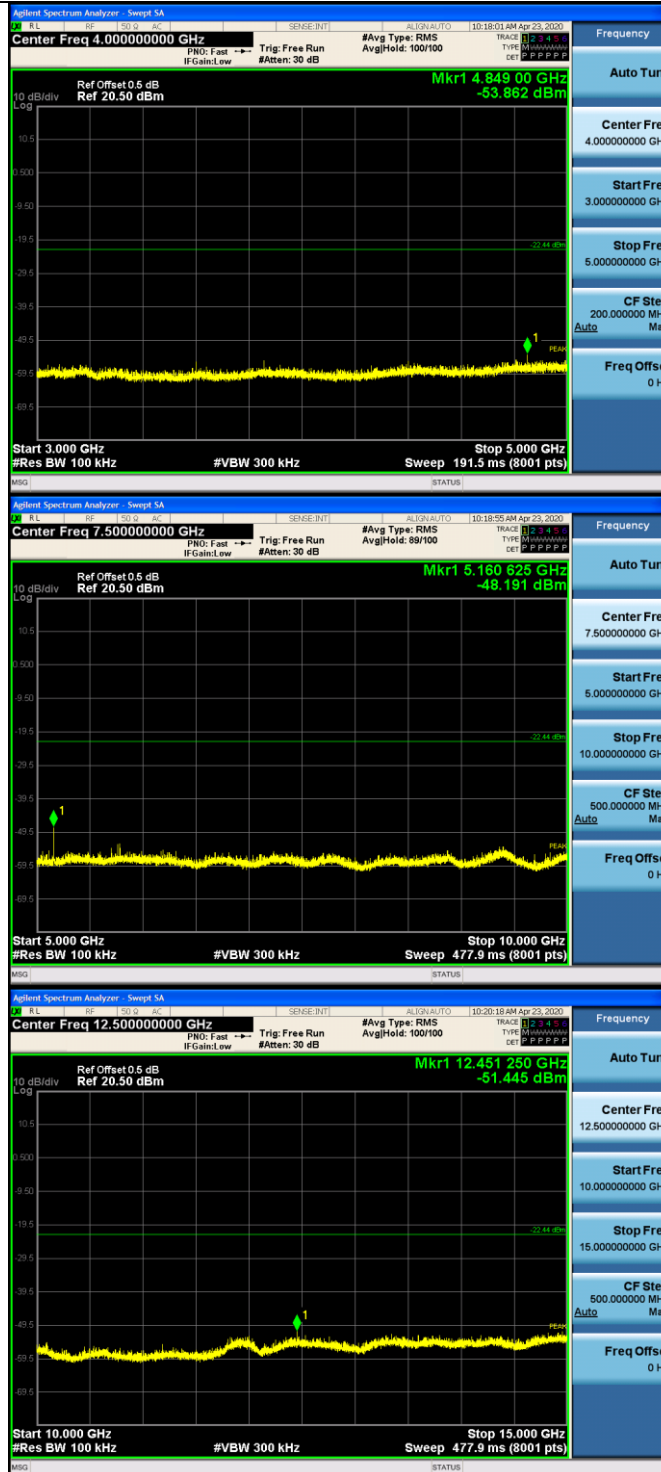 Agilent Spectrum Analyzer - Swept SA
RL RF 50 Ω AC SENSE:INT ALIGNAUTO 10:18:01 AM Apr 23, 2020
Center Freq 4.000000000 GHz
PNO: Fast
IFGain:Low
Trig: Free Run
#Atten: 30 dB
#Avg Type: RMS
Avg|Hold: 100/100
TRACE 1 2 3 4 5 6
TYPE M
DET P P P P P P
Ref Offset 0.5 dB
Ref 20.50 dBm
Mkr1 4.849 00 GHz
-53.862 dBm
10 dB/div
Log
10.5
0.500
-9.50
-19.5
-22.44 dBm
-29.5
-39.5
-49.5
1
PEAK
-59.5
-69.5
Start 3.000 GHz
Stop 5.000 GHz
#Res BW 100 kHz
#VBW 300 kHz
Sweep 191.5 ms (8001 pts)
MSG
STATUS
Frequency
Auto Tun
Center Fre
4.000000000 GH
Start Fre
3.000000000 GH
Stop Fre
5.000000000 GH
CF Ste
200.000000 MH
Auto Ma
Freq Offse
0 H
Agilent Spectrum Analyzer - Swept SA
RL RF 50 Ω AC SENSE:INT ALIGNAUTO 10:18:55 AM Apr 23, 2020
Center Freq 7.500000000 GHz
PNO: Fast
IFGain:Low
Trig: Free Run
#Atten: 30 dB
#Avg Type: RMS
Avg|Hold: 89/100
TRACE 1 2 3 4 5 6
TYPE M
DET P P P P P P
Ref Offset 0.5 dB
Ref 20.50 dBm
Mkr1 5.160 625 GHz
-48.191 dBm
10 dB/div
Log
10.5
0.500
-9.50
-19.5
-22.44 dBm
-29.5
-39.5
-49.5
1
PEAK
-59.5
-69.5
Start 5.000 GHz
Stop 10.000 GHz
#Res BW 100 kHz
#VBW 300 kHz
Sweep 477.9 ms (8001 pts)
MSG
STATUS
Frequency
Auto Tun
Center Fre
7.500000000 GH
Start Fre
5.000000000 GH
Stop Fre
10.000000000 GH
CF Ste
500.000000 MH
Auto Ma
Freq Offse
0 H
Agilent Spectrum Analyzer - Swept SA
RL RF 50 Ω AC SENSE:INT ALIGNAUTO 10:20:18 AM Apr 23, 2020
Center Freq 12.500000000 GHz
PNO: Fast
IFGain:Low
Trig: Free Run
#Atten: 30 dB
#Avg Type: RMS
Avg|Hold: 100/100
TRACE 1 2 3 4 5 6
TYPE M
DET P P P P P P
Ref Offset 0.5 dB
Ref 20.50 dBm
Mkr1 12.451 250 GHz
-51.445 dBm
10 dB/div
Log
10.5
0.500
-9.50
-19.5
-22.44 dBm
-29.5
-39.5
-49.5
1
PEAK
-59.5
-69.5
Start 10.000 GHz
Stop 15.000 GHz
#Res BW 100 kHz
#VBW 300 kHz
Sweep 477.9 ms (8001 pts)
MSG
STATUS
Frequency
Auto Tun
Center Fre
12.500000000 GH
Start Fre
10.000000000 GH
Stop Fre
15.000000000 GH
CF Ste
500.000000 MH
Auto Ma
Freq Offse
0 H